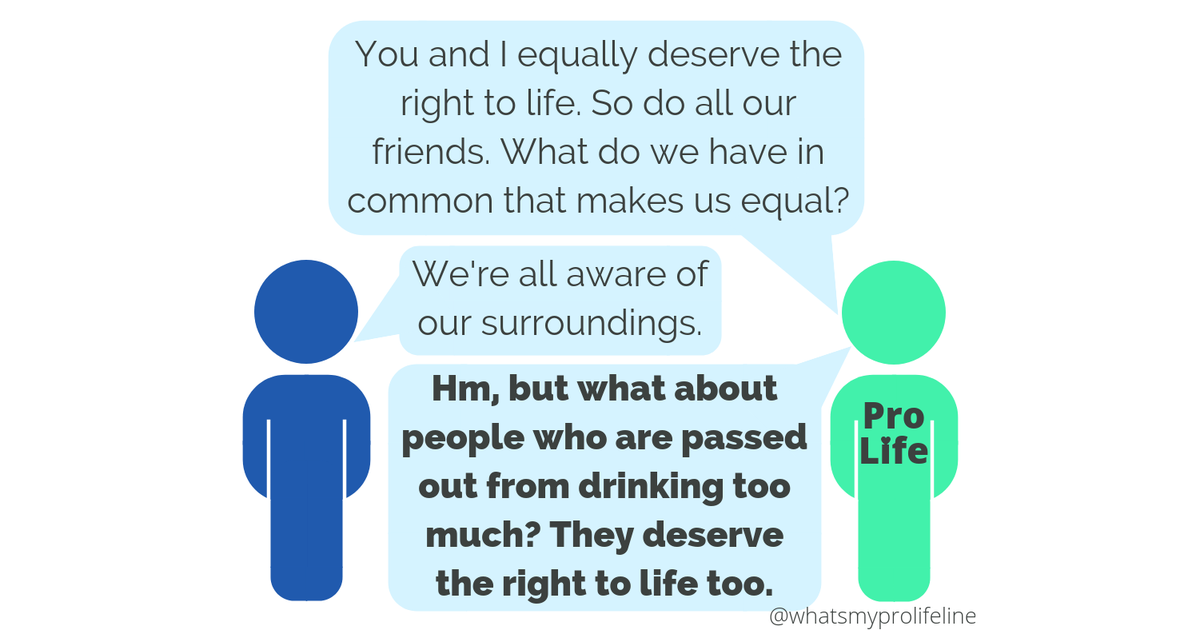 You and I equally deserve the
right to life. So do all our
friends. What do we have in
common that makes us equal?
We're all aware of
our surroundings.
Hm, but what about
people who are passed
out from drinking too
much? They deserve
the right to life too.
Pro
Life
@whatsmyprolifeline